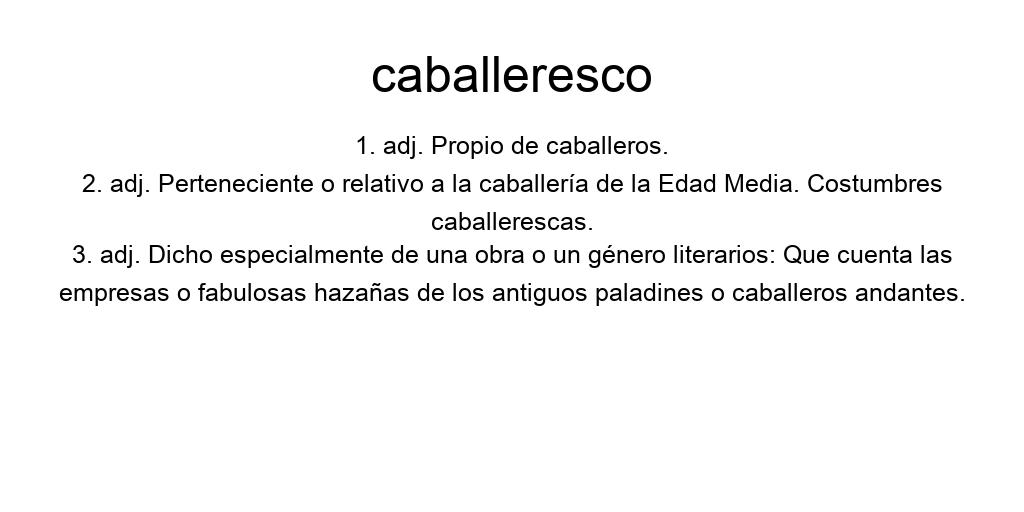 caballeresco
1. adj. Propio de caballeros.
2. adj. Perteneciente o relativo a la caballería de la Edad Media. Costumbres
caballerescas.
3. adj. Dicho especialmente de una obra o un género literarios: Que cuenta las
empresas o fabulosas hazañas de los antiguos paladines o caballeros andantes.